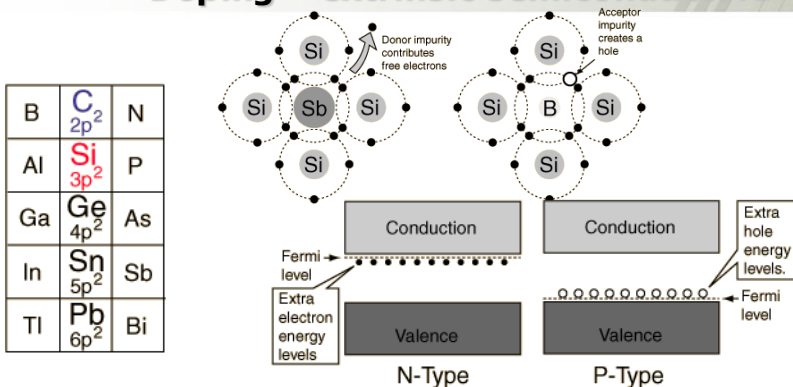 Doping
B
C
2p2
N
Al
Si
3p2
P
Ga
Ge
4p2
As
In
Sn
5p2
Sb
Tl
Pb
6p2
Bi
Si
Donor impurity
contributes
free electrons
Si
Sb
Si
Si
Acceptor
impurity
creates a
hole
Si
Si
B
Si
Si
Conduction
Fermi
level
Extra
electron
energy
levels
Valence
N-Type
Conduction
Extra
hole
energy
levels.
Fermi
level
Valence
P-Type